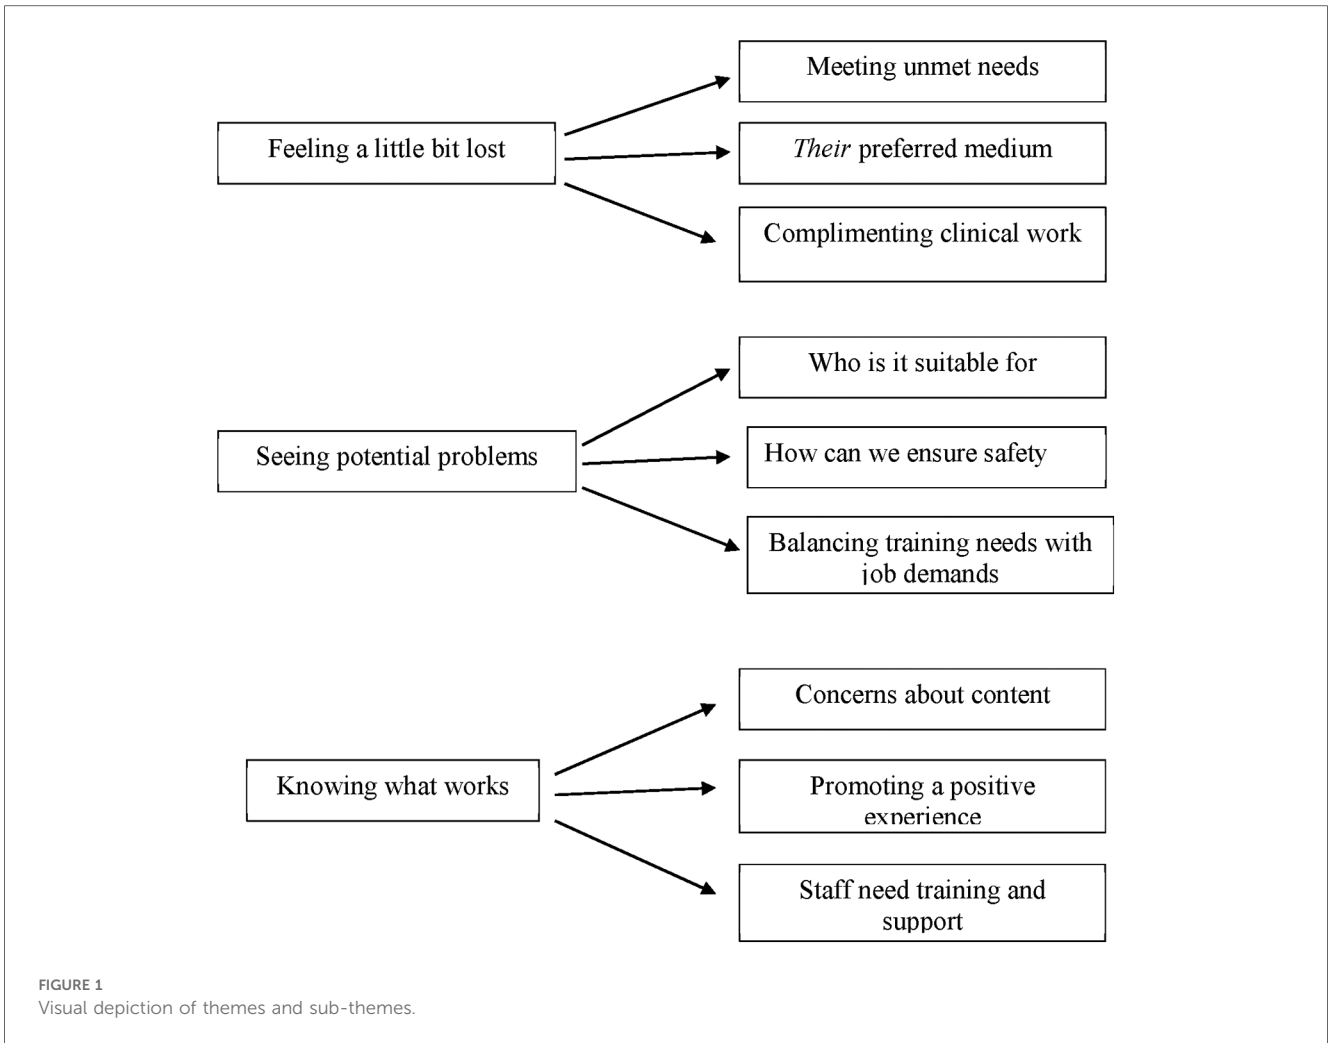 Meeting unmet needs
Feeling a little bit lost
Their preferred medium
Complimenting clinical work
Who is it suitable for
Seeing potential problems
How can we ensure safety
Balancing training needs with
job demands
Concerns about content
Knowing what works
Promoting a positive
experience
Staff need training and
support
FIGURE 1
Visual depiction of themes and sub-themes.